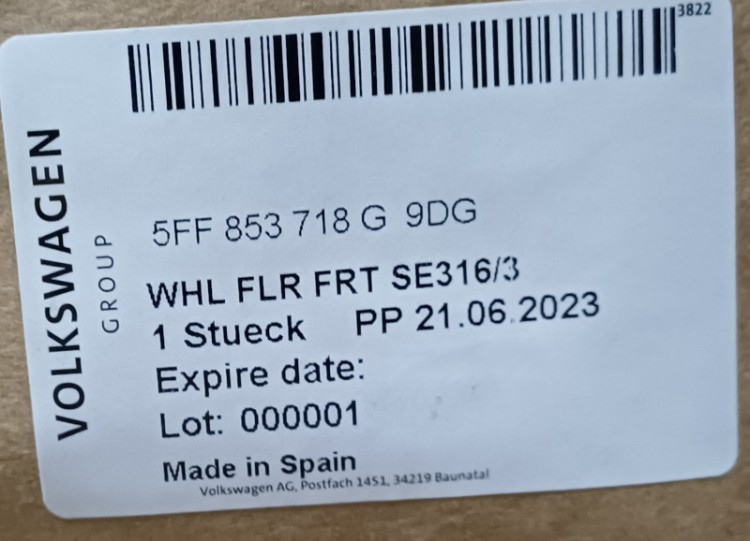 3822
VOLKSWAGEN
GROUP
5FF 853 718 G 9DG
WHL FLR FRT SE316/3
1 Stueck PP 21.06.2023
Expire date:
Lot: 000001
Made in Spain
Volkswagen AG, Postfach 1451, 34219 Baunatal